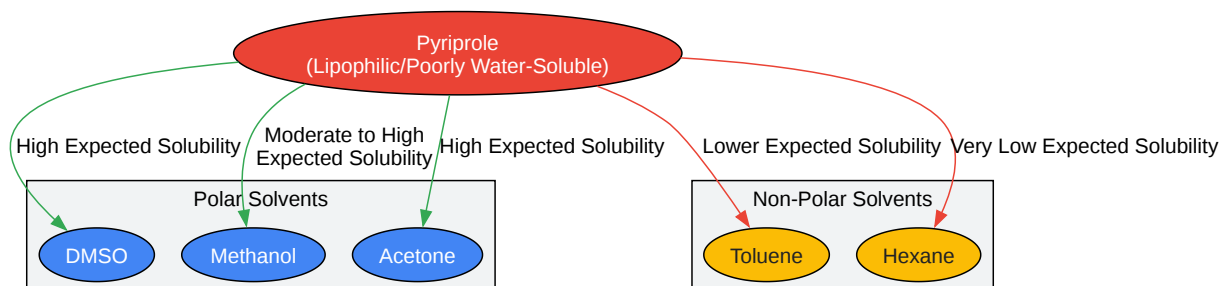 Pyriprole
(Lipophilic/Poorly Water-Soluble)
High Expected Solubility
Moderate to High
Expected Solubility
High Expected Solubility
Lower Expected Solubility
Very Low Expected Solubility
Polar Solvents
Non-Polar Solvents
DMSO
Methanol
Acetone
Toluene
Hexane